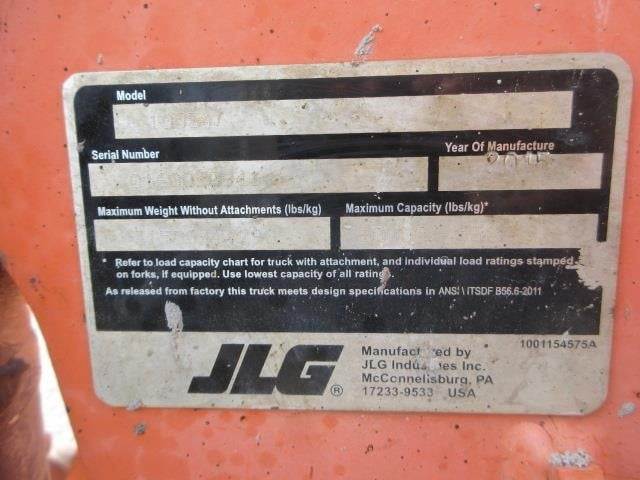 Model
Serial Number
Year Of Manufacture
Maximum Weight Without Attachments (lbs/kg)
Maximum Capacity (lbs/kg)*
* Refer to load capacity chart for truck with attachment, and individual load ratings stamped
on forks, if equipped. Use lowest capacity of all
As released from factory this truck meets design specifications in ITSDF B56.6-2011
JLG ®
Manufactured by
JLG Industries Inc.
McConnellsburg, PA
17233-9533 USA
1001154575A